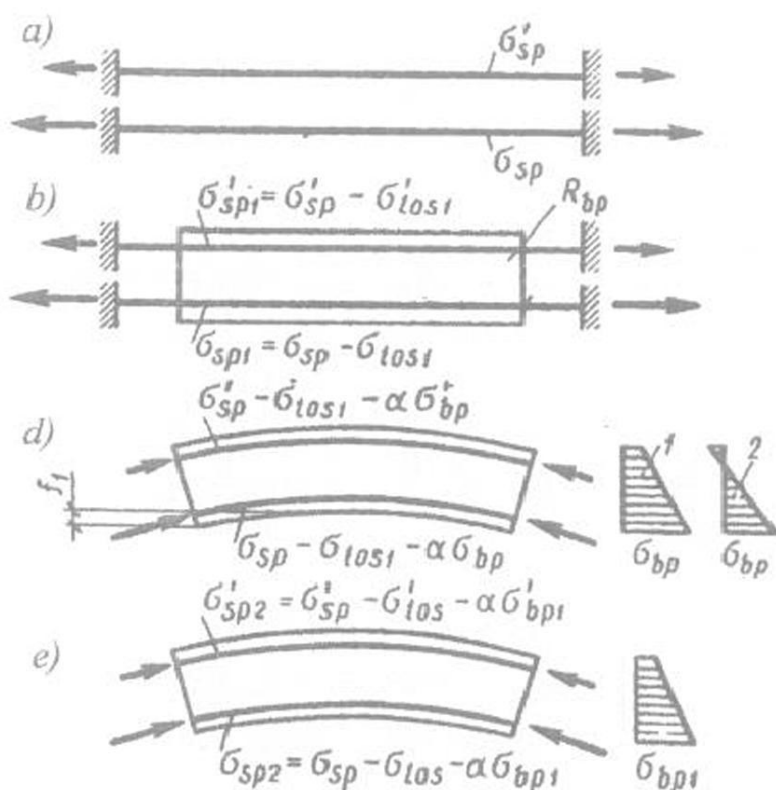 a)
σ'sp
σsp
b)
σ'sp1 = σ'sp - σ'los1
Rbp
σsp1 = σsp - σlos1
d)
σ'sp - σ'los1 - ασ'bp
f1
1
2
σsp - σlos1 - ασbp
σbp
σbp
e)
σ'sp2 = σ'sp - σ'los - ασ'bp1
σsp2 = σsp - σlos - ασbp1
σbp1